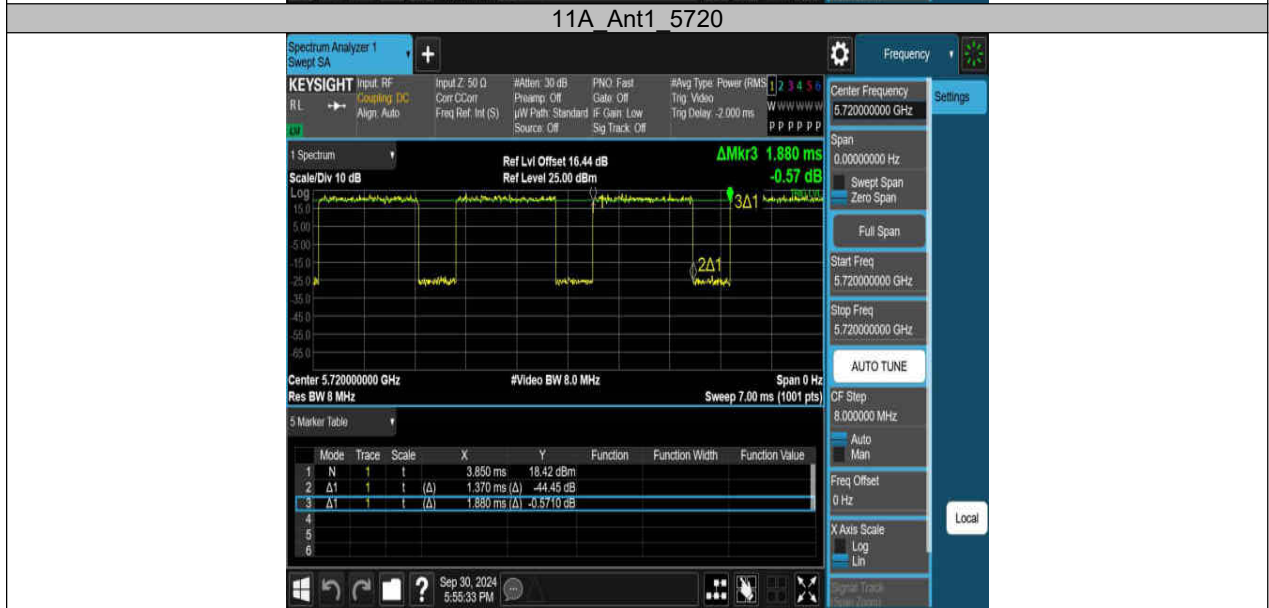 11A_Ant1_5720
Spectrum Analyzer 1
Swept SA
+
Frequency
KEYSIGHT
RL
Input: RF
Coupling: DC
Align: Auto
Input Z: 50 Ω
Corr CCorr
Freq Ref: Int (S)
#Atten: 30 dB
Preamp: Off
µW Path: Standard
Source: Off
PNO: Fast
Gate: Off
IF Gain: Low
Sig Track: Off
#Avg Type: Power (RMS
Trig: Video
Trig Delay: -2.000 ms
1 2 3 4 5 6
W W W W W W
P P P P P P
Center Frequency
5.720000000 GHz
Settings
Span
0.00000000 Hz
Swept Span
Zero Span
Full Span
Start Freq
5.720000000 GHz
Stop Freq
5.720000000 GHz
AUTO TUNE
CF Step
8.000000 MHz
Auto
Man
Freq Offset
0 Hz
X Axis Scale
Log
Lin
Signal Track
(Span Zoom)
Local
1 Spectrum
Scale/Div 10 dB
Ref Lvl Offset 16.44 dB
Ref Level 25.00 dBm
ΔMkr3 1.880 ms
-0.57 dB
Log
15.0
5.00
-5.00
-15.0
-25.0
-35.0
-45.0
-55.0
-65.0
1
3Δ1
TRIG LVL
2Δ1
Center 5.720000000 GHz
Res BW 8 MHz
#Video BW 8.0 MHz
Span 0 Hz
Sweep 7.00 ms (1001 pts)
5 Marker Table
Mode Trace Scale X Y Function Function Width Function Value
1 N 1 t 3.850 ms 18.42 dBm
2 Δ1 1 t (Δ) 1.370 ms (Δ) -44.45 dB
3 Δ1 1 t (Δ) 1.880 ms (Δ) -0.5710 dB
4
5
6
?
Sep 30, 2024
5:55:33 PM